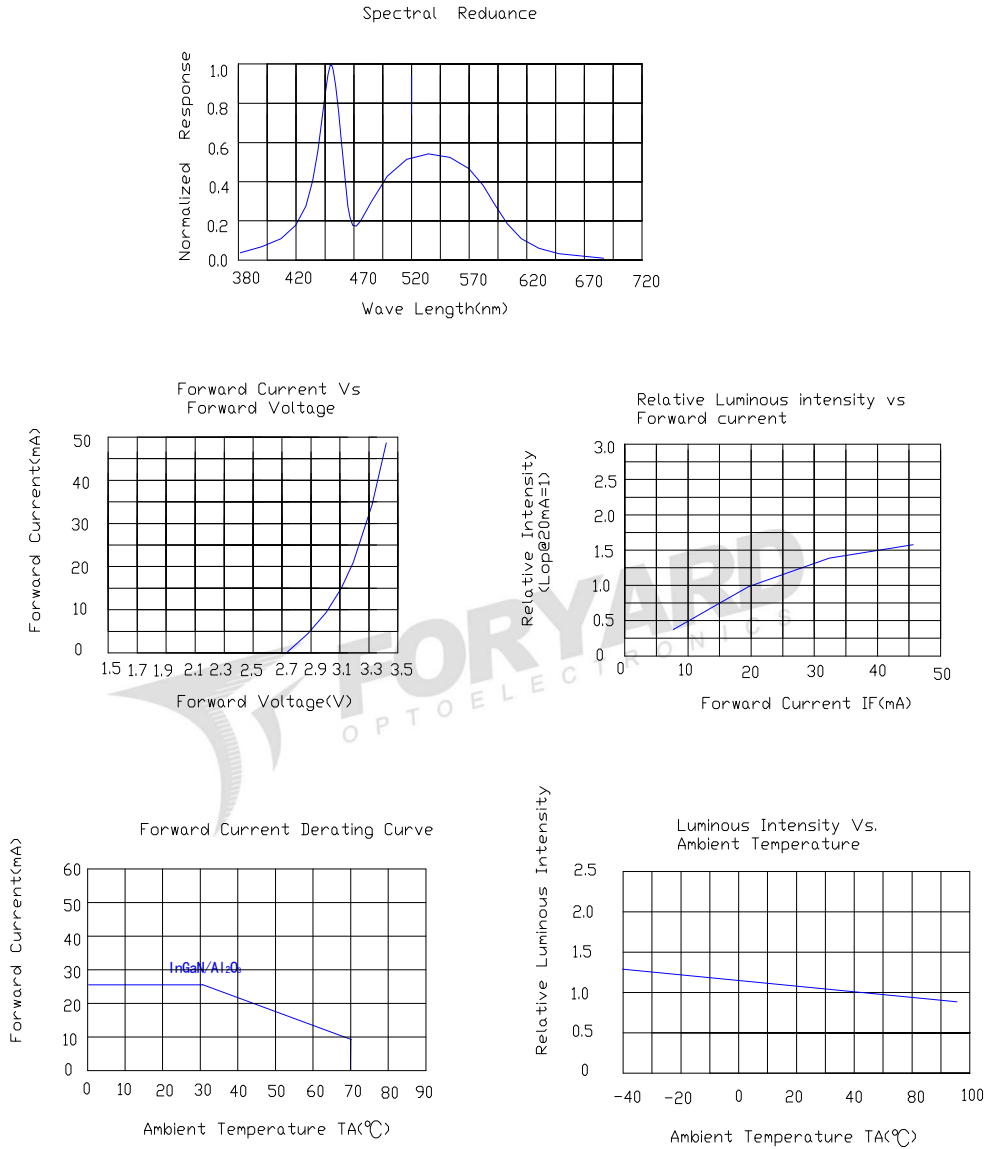 Spectral Reduance
Normalized Response
1.0
0.8
0.6
0.4
0.2
0.0
380 420 470 520 620 670 720
Wave Length(nm)
Forward Current Vs
Forward Voltage
Forward Current(mA)
50
40
30
20
10
0
1.5 1.7 1.9 2.1 2.3 2.5 2.7 2.9 3.1 3.3 3.5
Forward Voltage(V)
Relative Luminous intensity vs
Forward current
Relative Intensity
(Lop@20mA=1)
3.0
2.5
2.0
1.5
1.0
0.5
0
0 10 20 30 40 50
Forward Current IF(mA)
FORYARD
OPTOELECTRONICS
Forward Current Derating Curve
Forward Current(mA)
60
50
40
30
20
10
0
InGaN/Al₂O₃
0 10 20 30 40 50 60 70 80 90
Ambient Temperature TA(℃)
Luminous Intensity Vs.
Ambient Temperature
Relative Luminous Intensity
2.5
2.0
1.5
1.0
0.5
0
-40 -20 0 20 40 80 100
Ambient Temperature TA(℃)